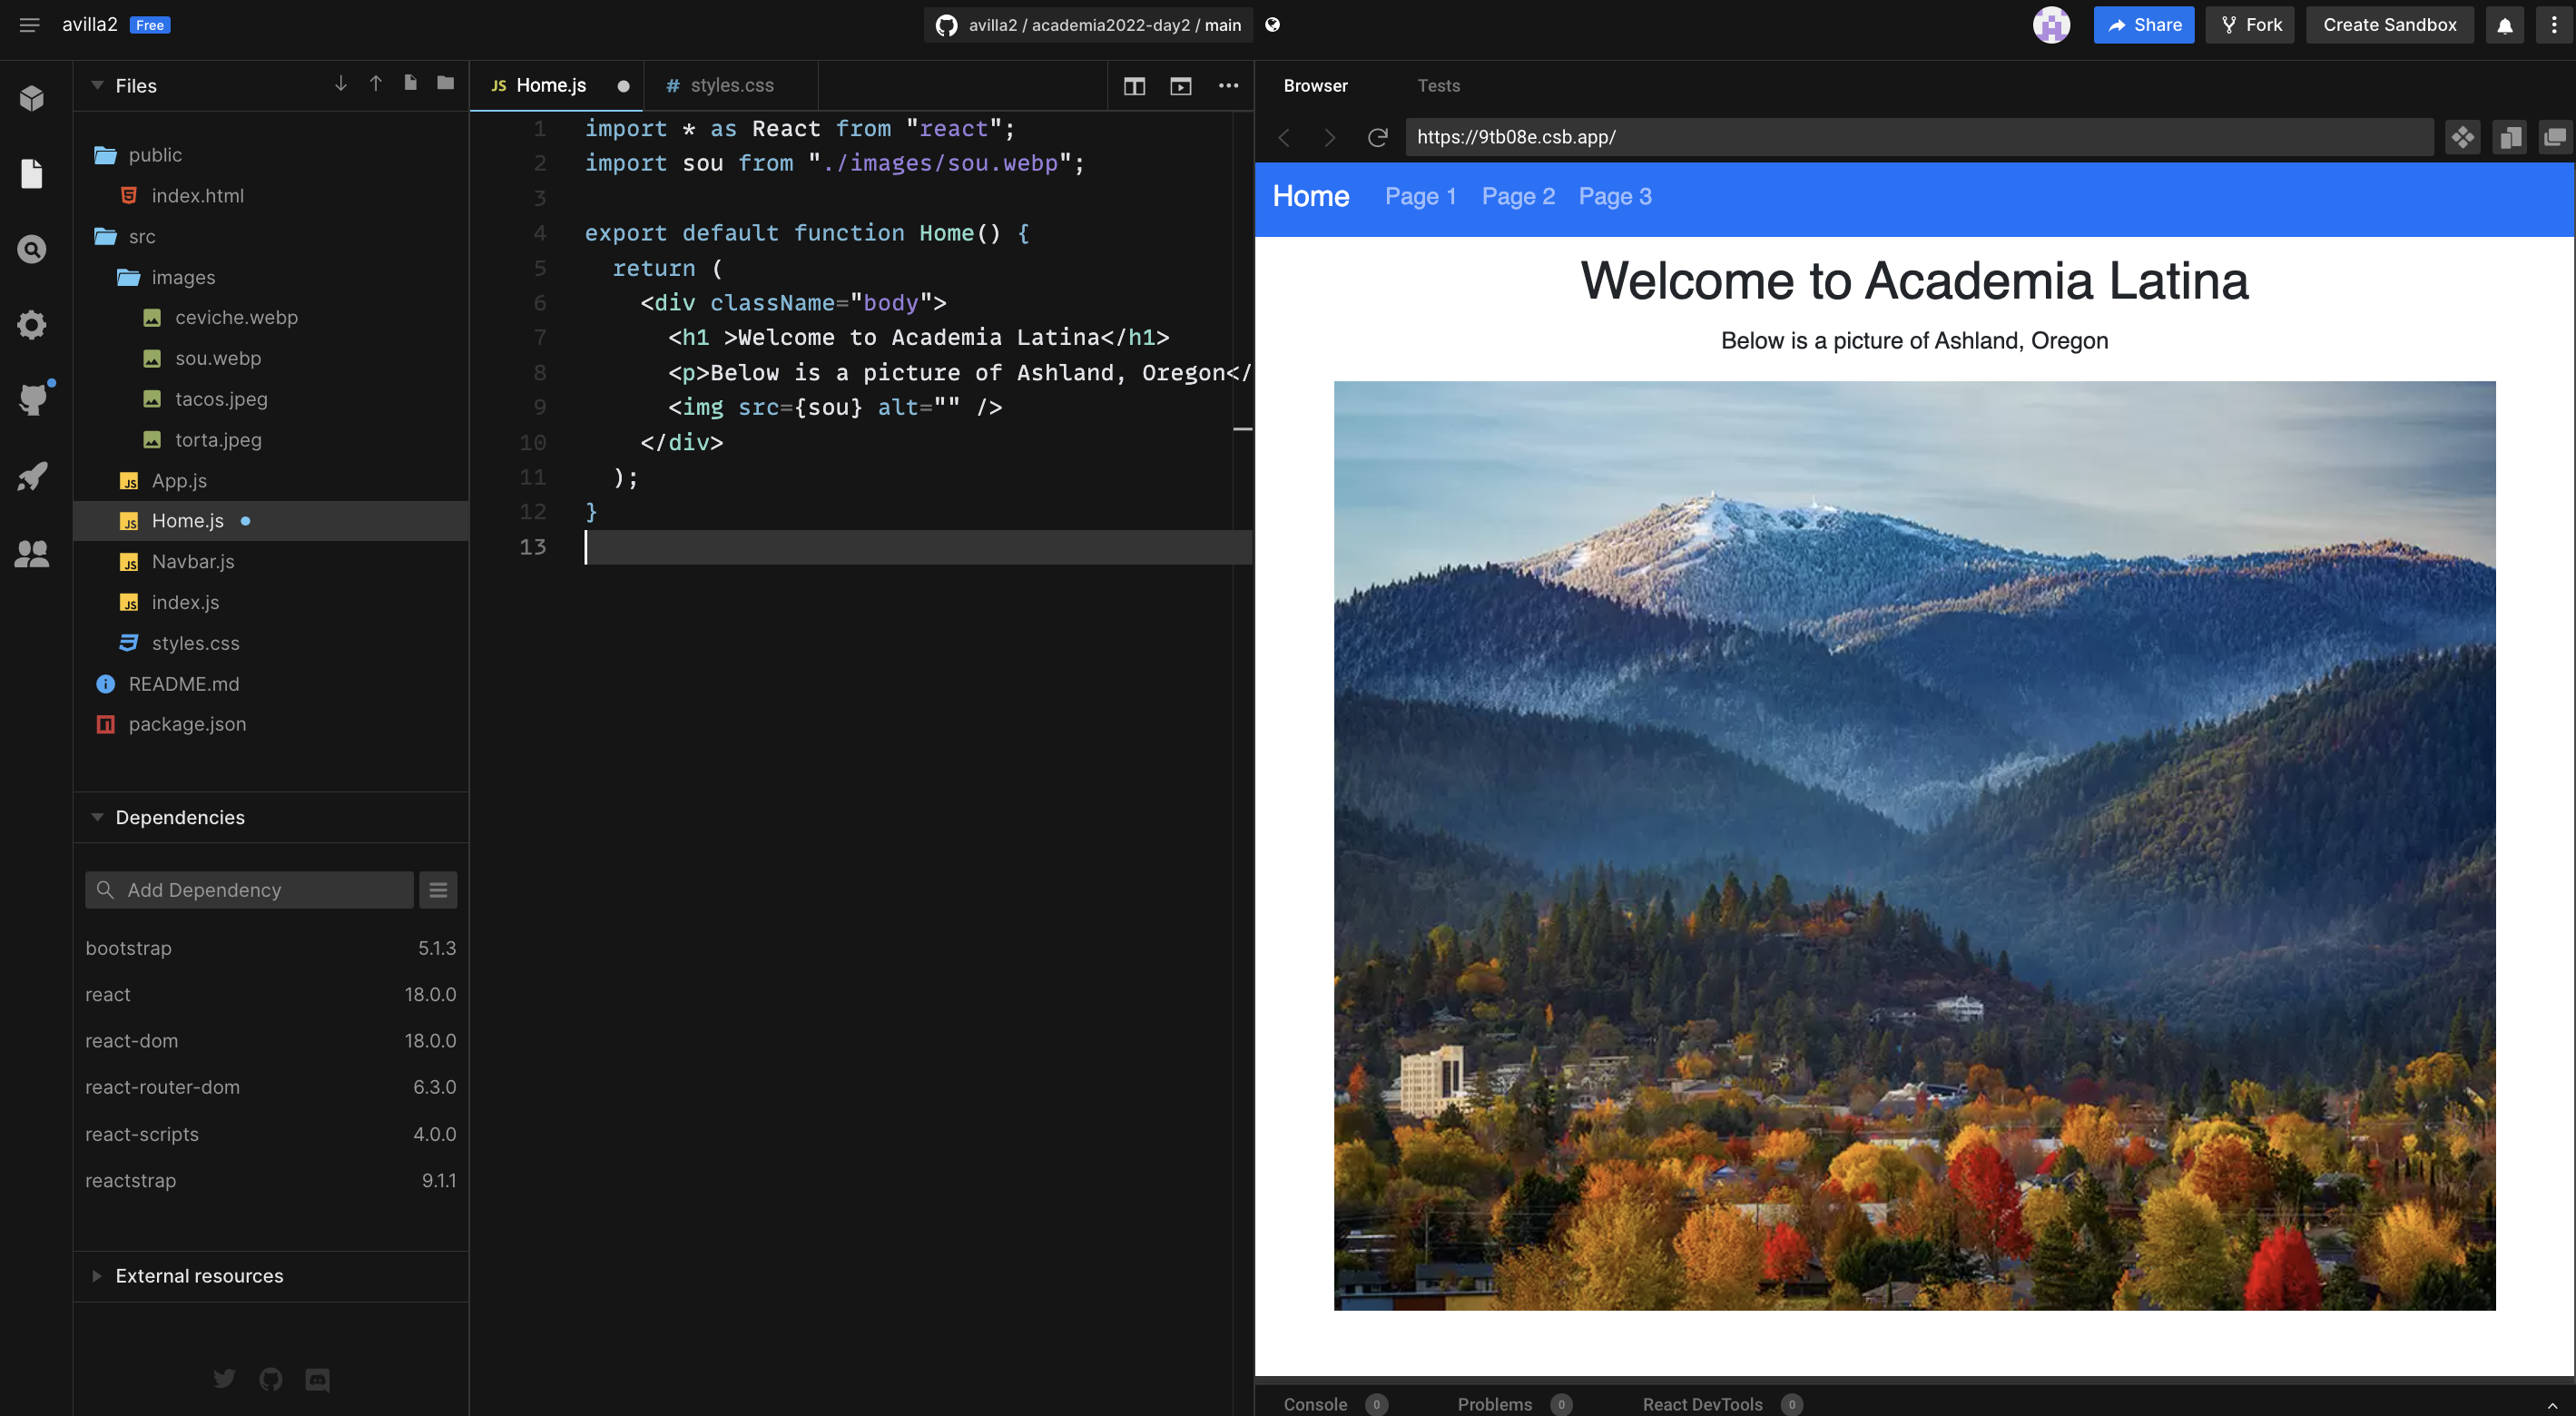 avilla2 Free
avilla2 / academia2022-day2 / main
Share
Fork
Create Sandbox
Files
public
index.html
src
images
ceviche.webp
sou.webp
tacos.jpeg
torta.jpeg
JS App.js
JS Home.js
JS Navbar.js
JS index.js
styles.css
README.md
package.json
Dependencies
Add Dependency
bootstrap 5.1.3
react 18.0.0
react-dom 18.0.0
react-router-dom 6.3.0
react-scripts 4.0.0
reactstrap 9.1.1
External resources
JS Home.js
# styles.css
1 import * as React from "react";
2 import sou from "./images/sou.webp";
3
4 export default function Home() {
5 return (
6 <div className="body">
7 <h1 >Welcome to Academia Latina</h1>
8 <p>Below is a picture of Ashland, Oregon</
9 <img src={sou} alt="" />
10 </div>
11 );
12 }
13
Browser
Tests
https://9tb08e.csb.app/
Home Page 1 Page 2 Page 3
Welcome to Academia Latina
Below is a picture of Ashland, Oregon
Console 0
Problems 0
React DevTools 0